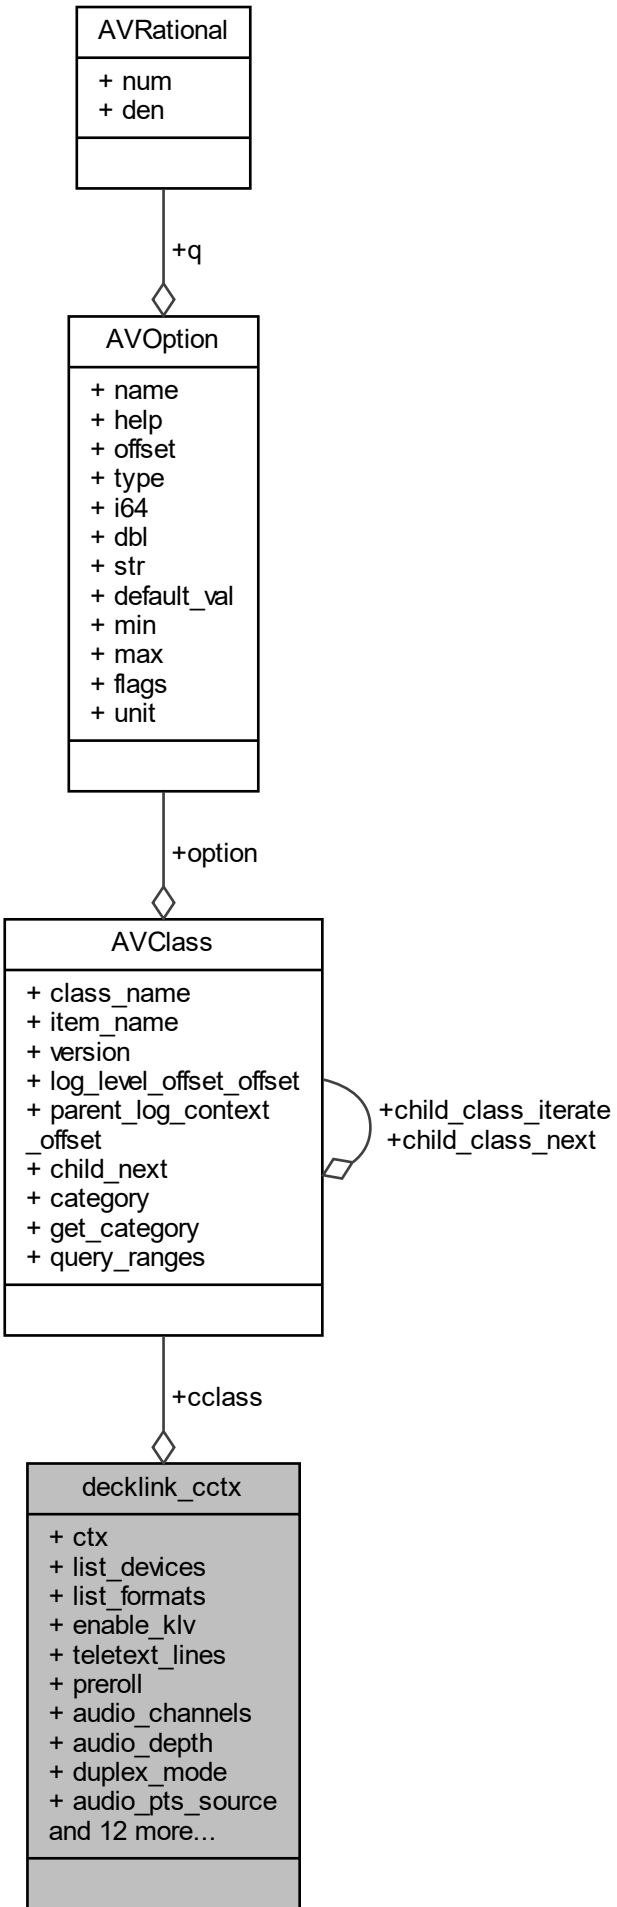 AVRational
+ num
+ den
+q
AVOption
+ name
+ help
+ offset
+ type
+ i64
+ dbl
+ str
+ default_val
+ min
+ max
+ flags
+ unit
+option
AVClass
+ class_name
+ item_name
+ version
+ log_level_offset_offset
+ parent_log_context
_offset
+ child_next
+ category
+ get_category
+ query_ranges
+child_class_iterate
+child_class_next
+cclass
decklink_cctx
+ ctx
+ list_devices
+ list_formats
+ enable_klv
+ teletext_lines
+ preroll
+ audio_channels
+ audio_depth
+ duplex_mode
+ audio_pts_source
and 12 more...